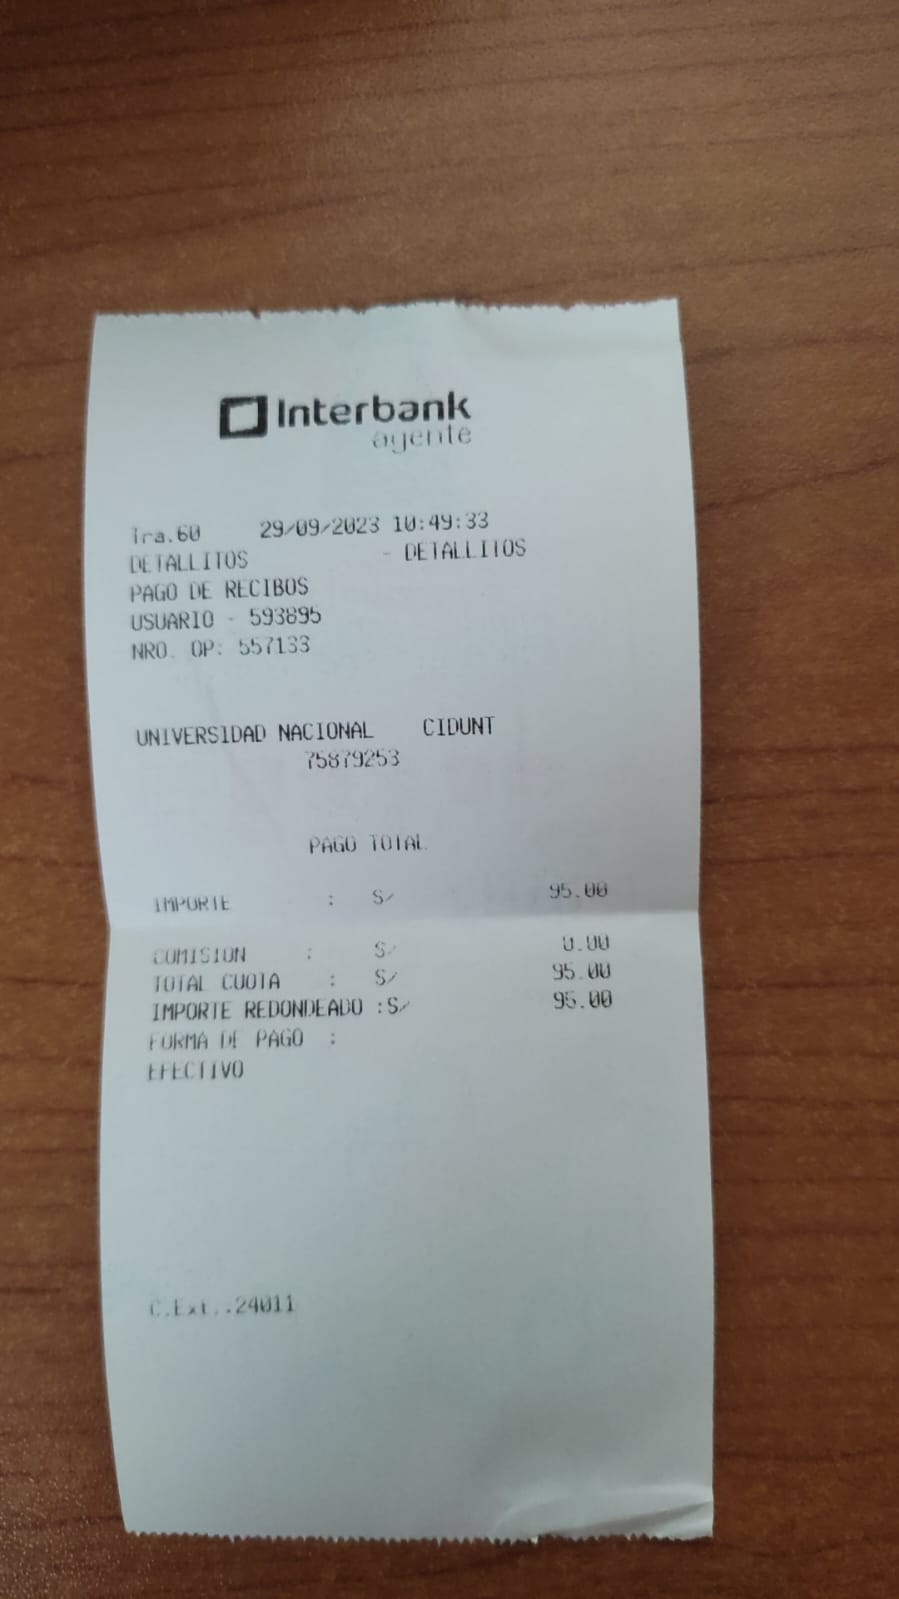 Interbank
agente
Tra.60 29/09/2023 10:49:33
DETALLITOS - DETALLITOS
PAGO DE RECIBOS
USUARIO - 593895
NRO. OP: 557133
UNIVERSIDAD NACIONAL CIDUNT
75879253
PAGO TOTAL
IMPORTE : S/ 95.00
COMISION : S/ 0.00
TOTAL CUOTA : S/ 95.00
IMPORTE REDONDEADO :S/ 95.00
FORMA DE PAGO :
EFECTIVO
C.Ext.:24011